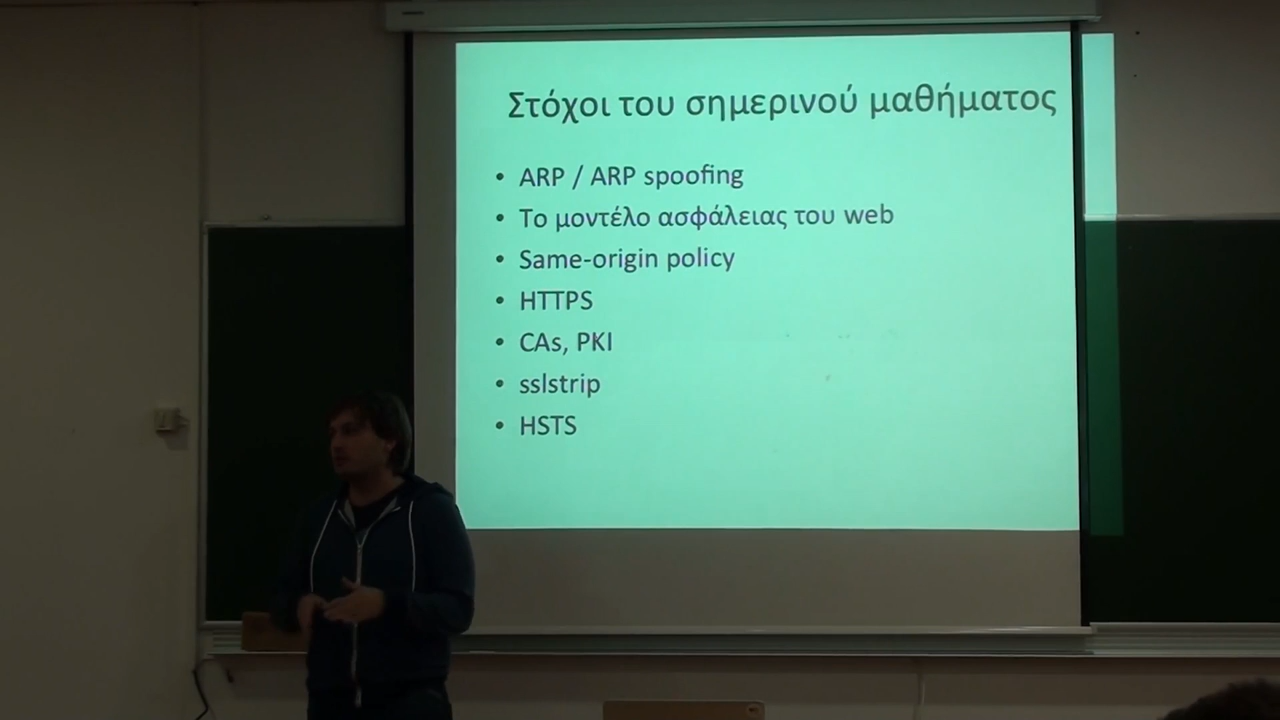 Στόχοι του σημερινού μαθήματος
• ARP / ARP spoofing
• Το μοντέλο ασφάλειας του web
• Same-origin policy
• HTTPS
• CAs, PKI
• sslstrip
• HSTS